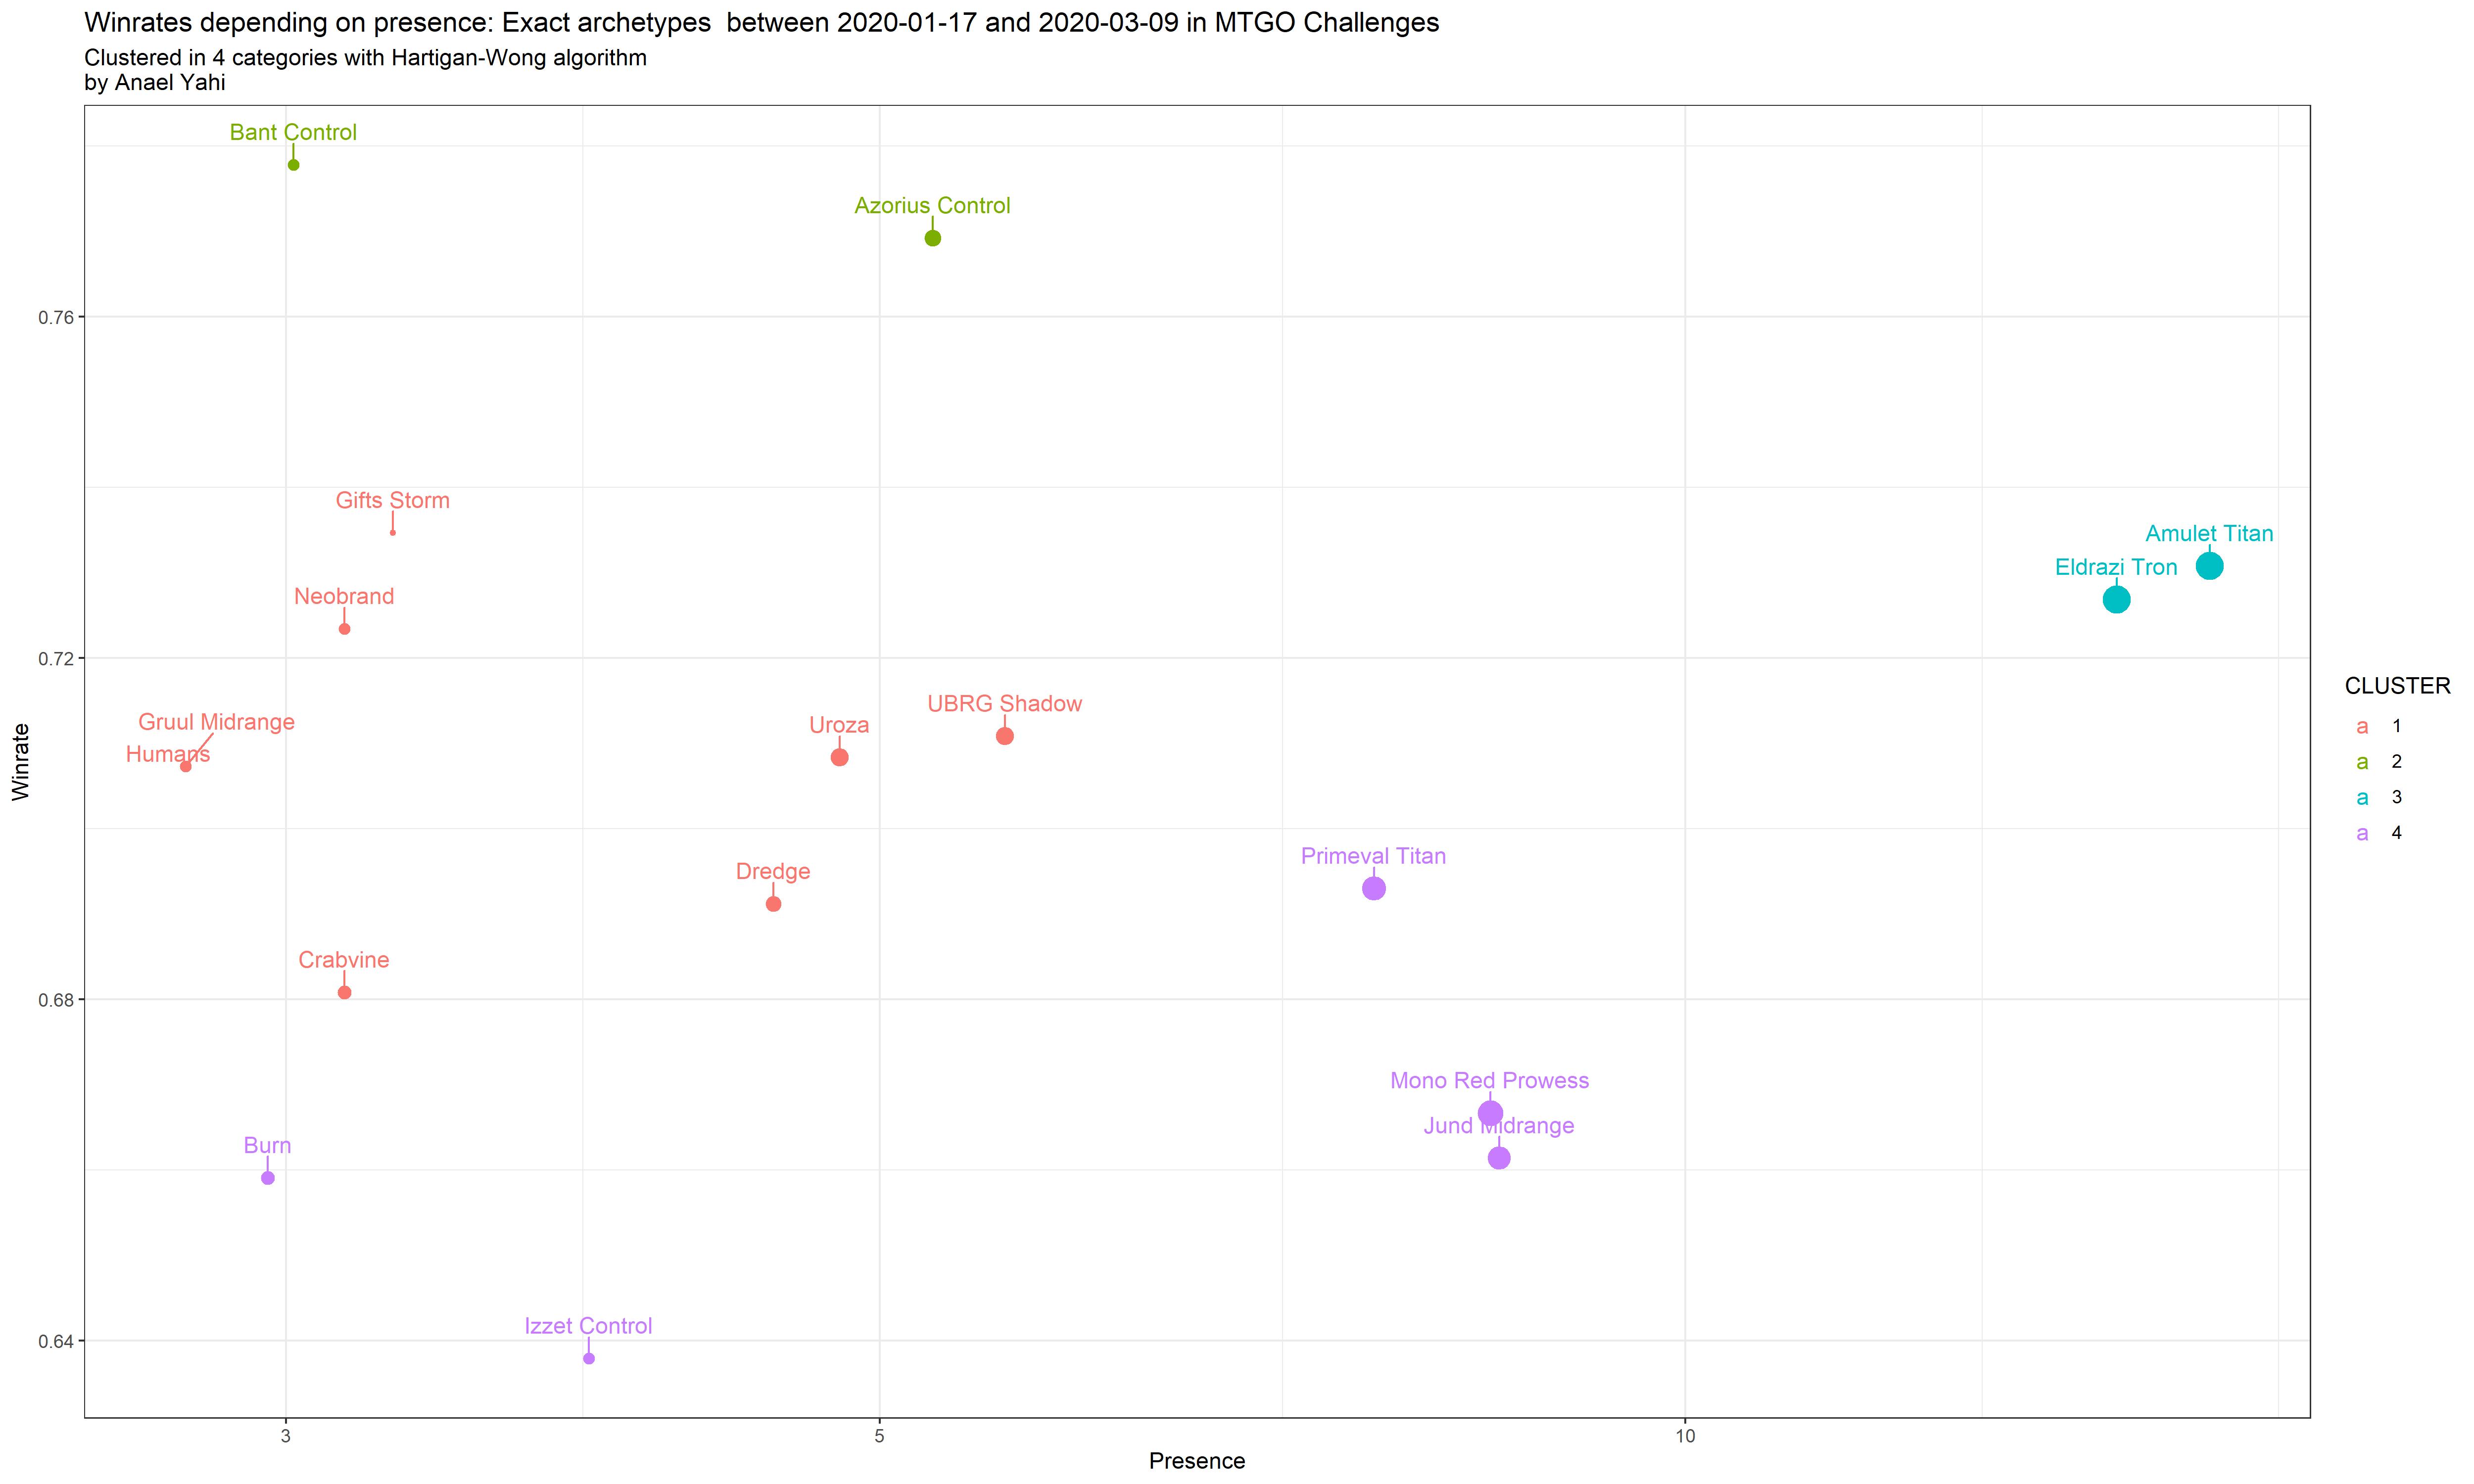 Winrates depending on presence: Exact archetypes  between 2020-01-17 and 2020-03-09 in MTGO Challenges
Clustered in 4 categories with Hartigan-Wong algorithm
by Anael Yahi
Bant Control
Azorius Control
0.76
Gifts Storm
Amulet Titan
Eldrazi Tron
Neobrand
0.72
CLUSTER
a 1
a 2
a 3
a 4
UBRG Shadow
Gruul Midrange
Uroza
Humans
Winrate
Primeval Titan
Dredge
Crabvine
0.68
Mono Red Prowess
Jund Midrange
Burn
Izzet Control
0.64
3
5
10
Presence